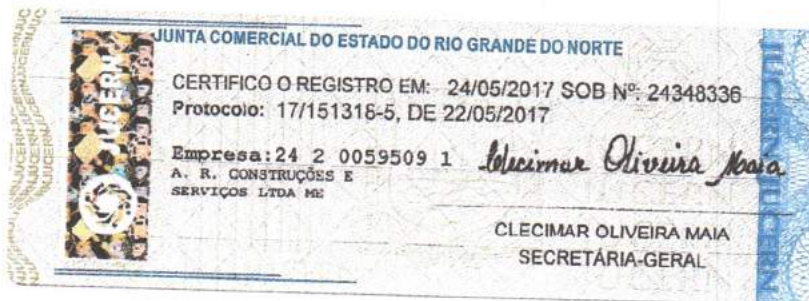 JUNTA COMERCIAL DO ESTADO DO RIO GRANDE DO NORTE
CERTIFICO O REGISTRO EM: 24/05/2017 SOB Nº: 24348336
Protocolo: 17/151318-5, DE 22/05/2017
Empresa:24 2 0059509 1
A. R. CONSTRUÇÕES E
SERVIÇOS LTDA ME
Clecimar Oliveira Maia
CLECIMAR OLIVEIRA MAIA
SECRETÁRIA-GERAL
JUCERN
JUCERN JUCERN